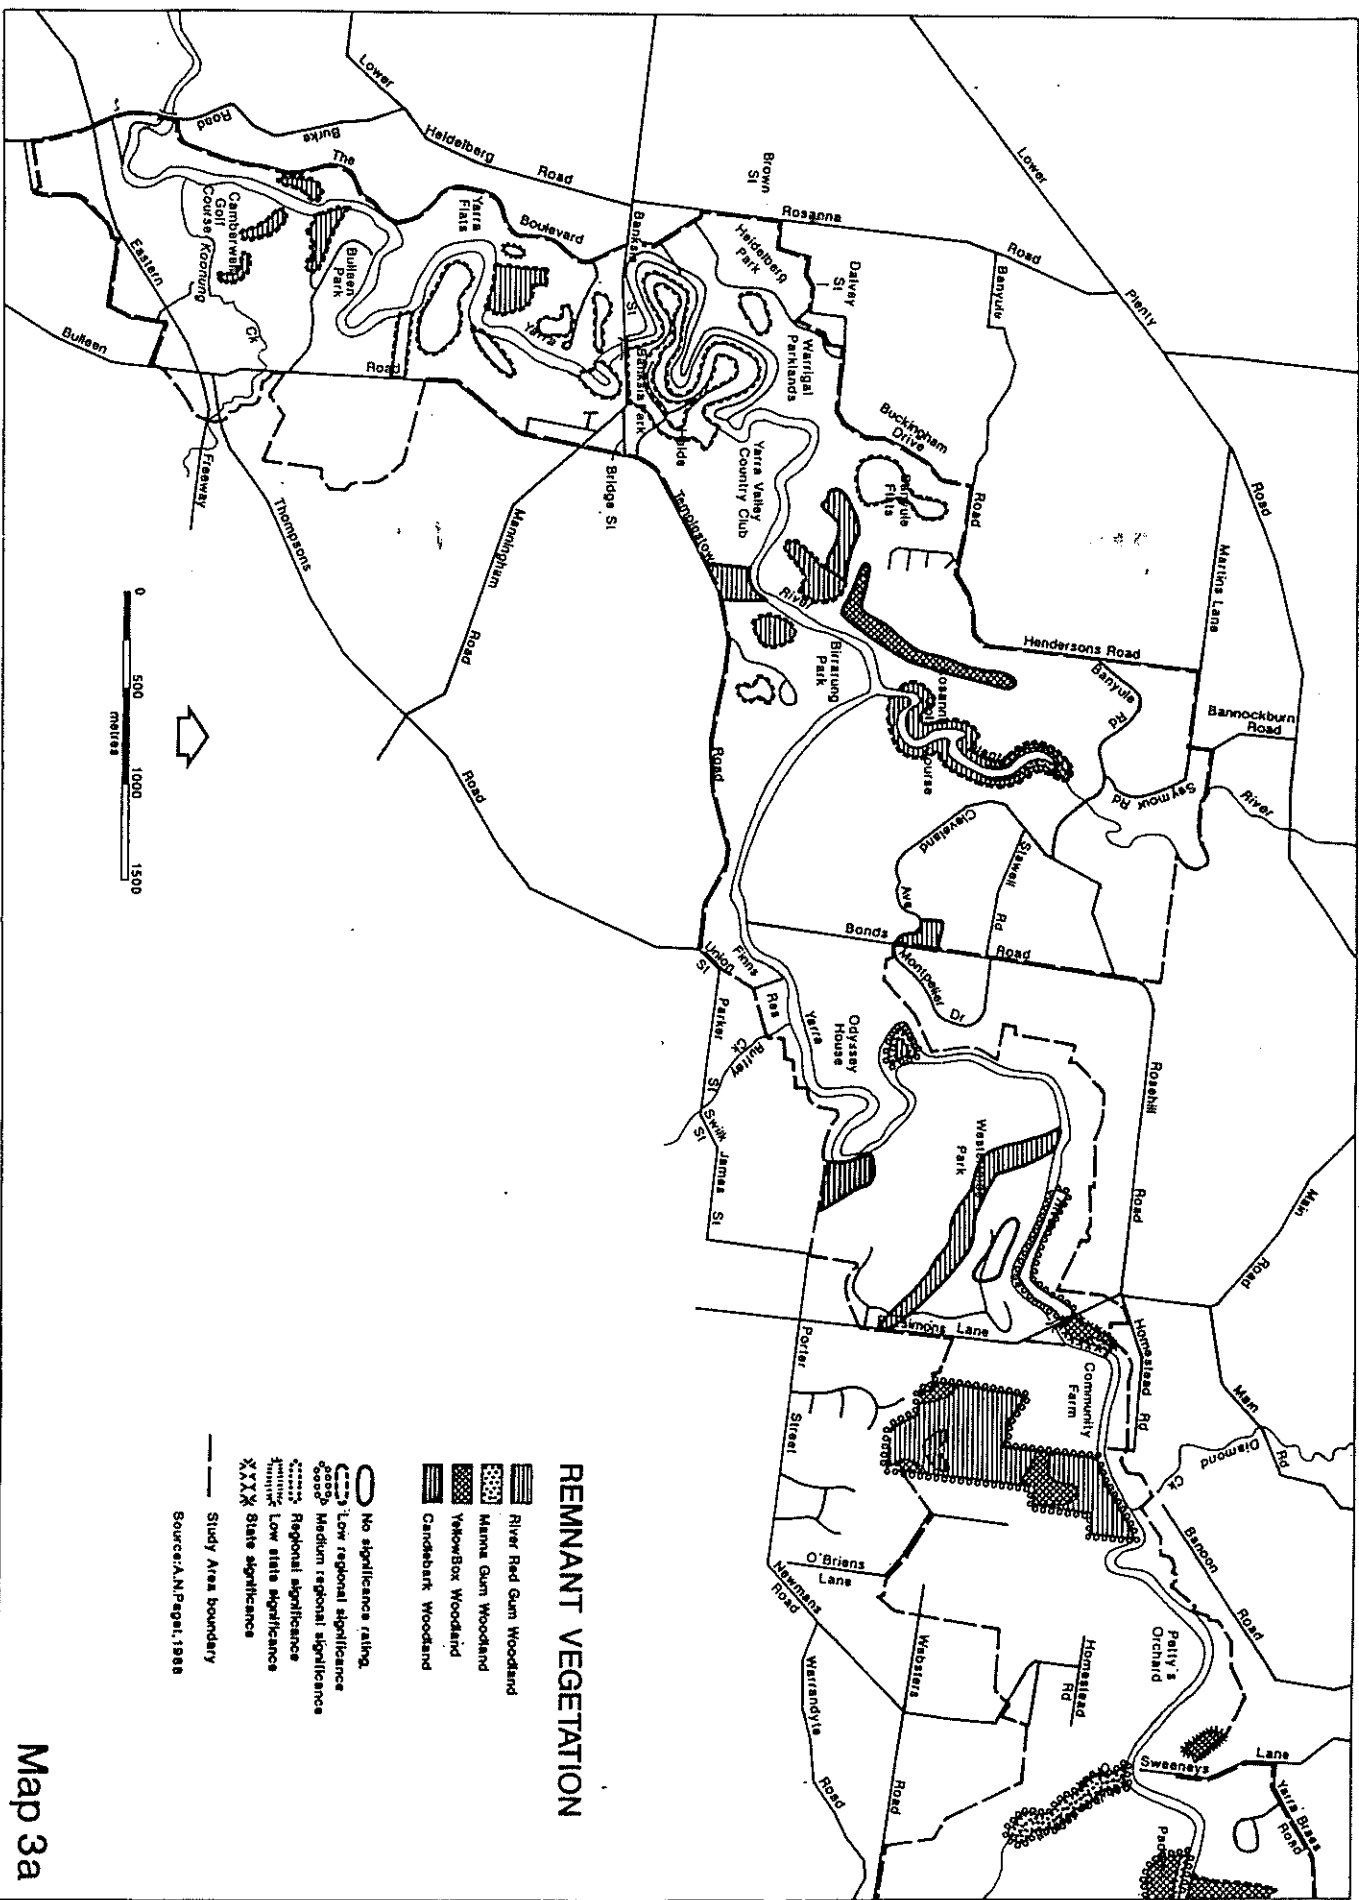 Lower
Heidelberg
Road
Burke
Road
The
Boulevard
Yarra
Flats
Camberwell
Golf
Course
Koonung
Ck
Bulleen
Park
Eastern
Freeway
Bulleen
Road
Thompsons
Road
Brown
St
Rosanna
Road
Lower
Plenty
Road
Banksia
St
Heidelberg
Park
Dalvey
St
Warrigal
Parklands
Banyule
Road
Buckingham
Drive
Banyule
Flats
Yarra
Banksia Park
Yarra Valley
Country Club
Bridge St
Manningham
Road
Templestowe
Road
River
Birrarung
Park
Martins Lane
Hendersons Road
Banyule
Rd
Bannockburn
Road
Seymour
Rd
River
Course
Cleveland
Ave
Stawell
Rd
Bonds
Road
Montpelier
Dr
Union
St
Finns
Res
Parker
St
Ruffey
Ck
Swilk
St
James
St
Yarra
Odyssey
House
Park
Rosehill
Road
Main
Road
Homestead
Rd
Main
Rd
Diamond
Ck
Lane
Porter
Street
Community
Farm
Banoon
Road
O'Briens
Lane
Newmans
Road
Websters
Road
Warrandyte
Road
Homestead
Rd
Petty's
Orchard
Sweeneys
Lane
Yarra Braes
Road
0
500
1000
1500
metres
REMNANT VEGETATION
River Red Gum Woodland
Manna Gum Woodland
YellowBox Woodland
Candlebark Woodland
No significance rating
Low regional significance
Medium regional significance
Regional significance
Low state significance
State significance
Study Area boundary
Source:A.N.Paget,1988
Map 3a